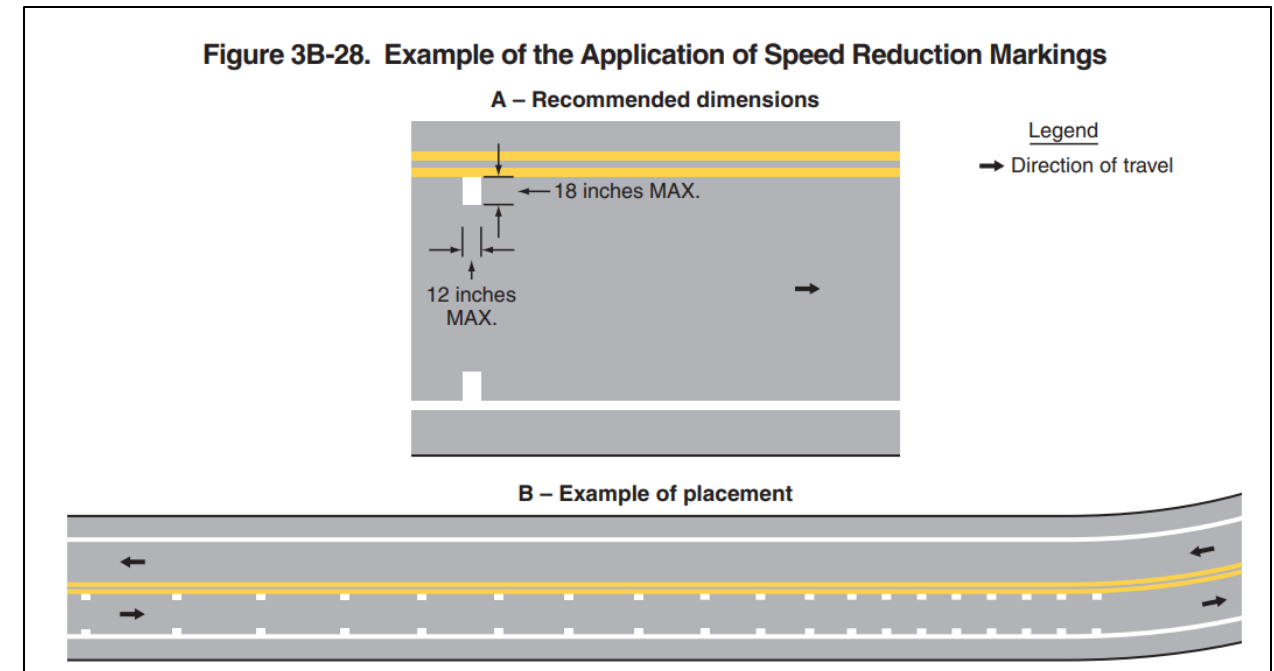 Figure 3B-28. Example of the Application of Speed Reduction Markings
A – Recommended dimensions
Legend
Direction of travel
18 inches MAX.
12 inches
MAX.
B – Example of placement